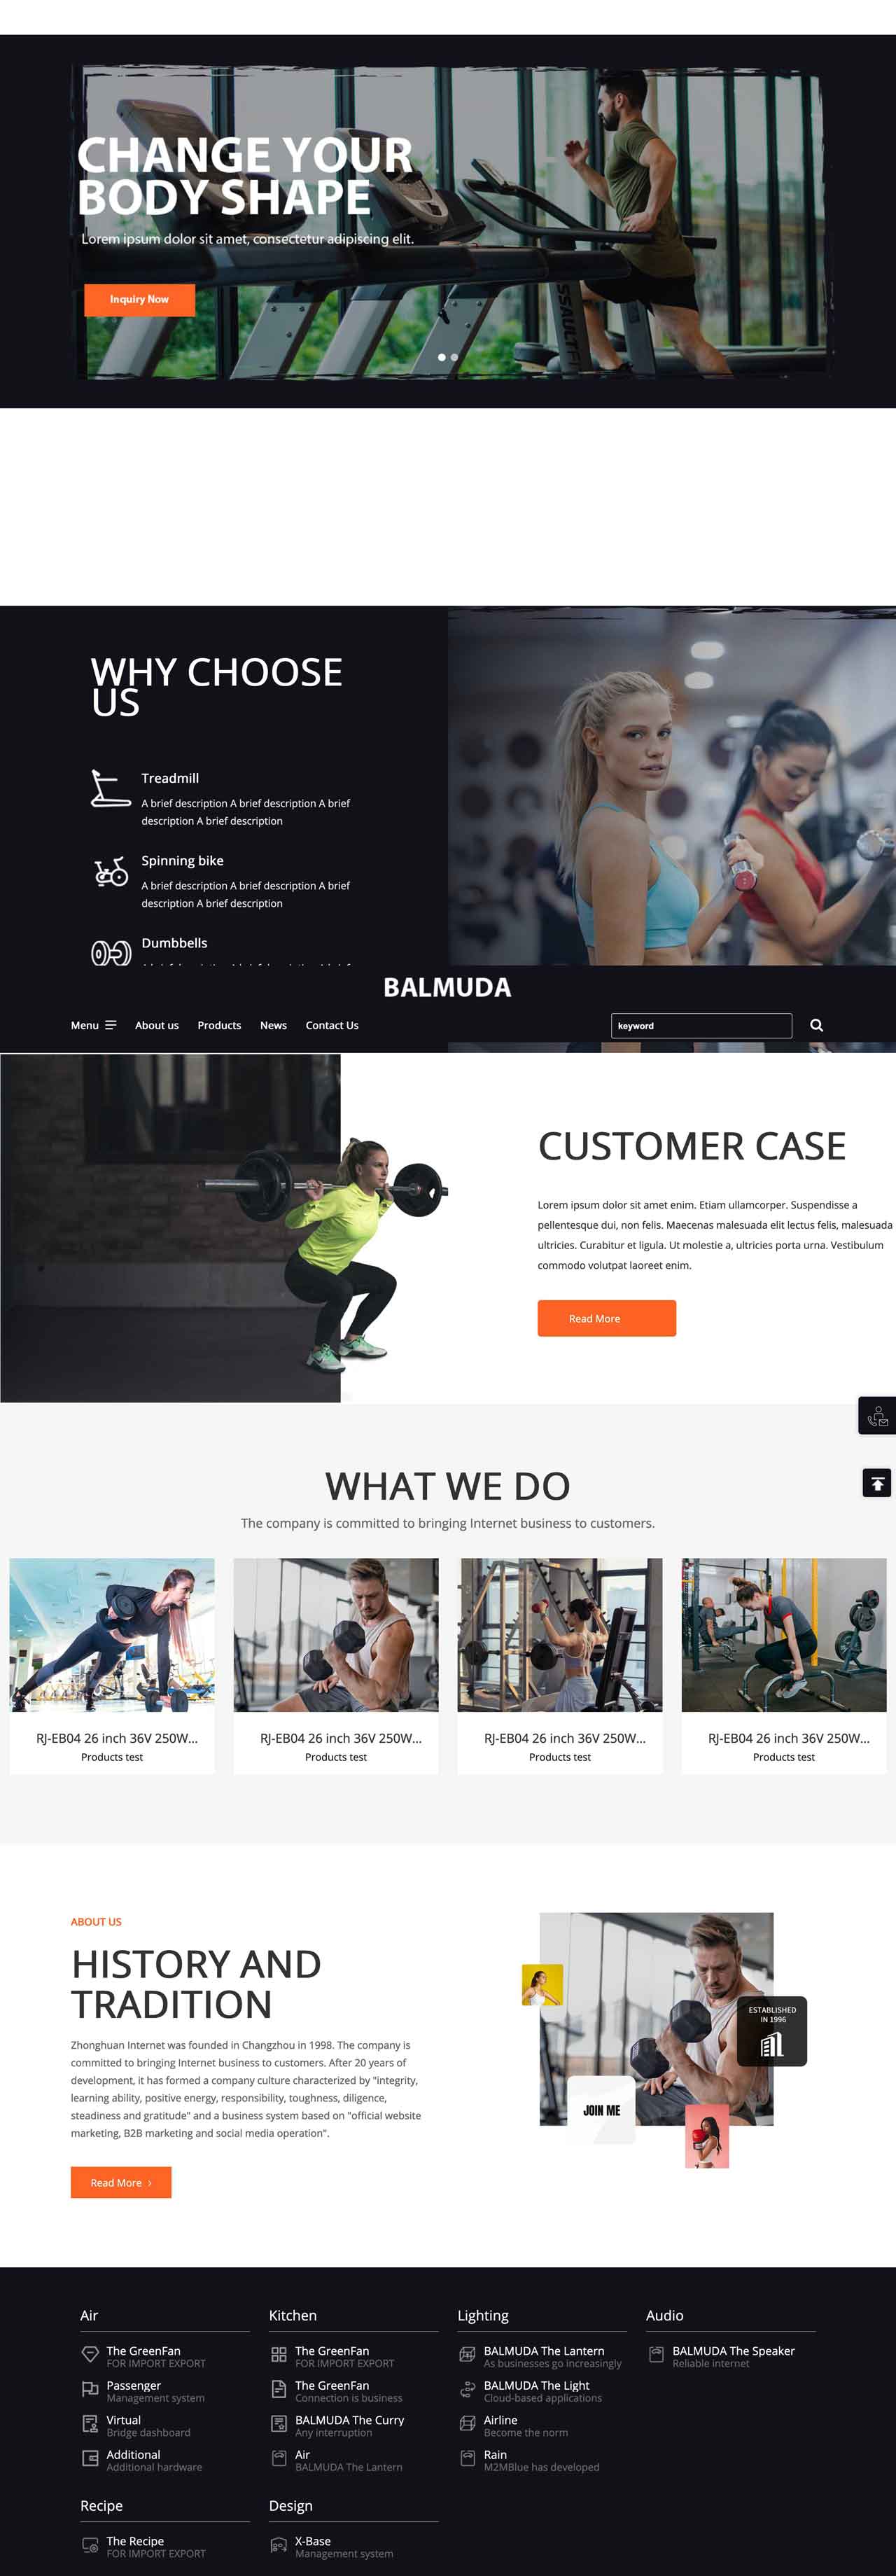 CHANGE YOUR
BODY SHAPE
Lorem ipsum dolor sit amet, consectetur adipiscing elit.
Inquiry Now
WHY CHOOSE
US
Treadmill
A brief description A brief description A brief
description A brief description
Spinning bike
A brief description A brief description A brief
description A brief description
Dumbbells
BALMUDA
Menu
About us
Products
News
Contact Us
keyword
CUSTOMER CASE
Lorem ipsum dolor sit amet enim. Etiam ullamcorper. Suspendisse a
pellentesque dui, non felis. Maecenas malesuada elit lectus felis, malesuada
ultricies. Curabitur et ligula. Ut molestie a, ultricies porta urna. Vestibulum
commodo volutpat laoreet enim.
Read More
WHAT WE DO
The company is committed to bringing Internet business to customers.
RJ-EB04 26 inch 36V 250W...
Products test
RJ-EB04 26 inch 36V 250W...
Products test
RJ-EB04 26 inch 36V 250W...
Products test
RJ-EB04 26 inch 36V 250W...
Products test
ABOUT US
HISTORY AND
TRADITION
Zhonghuan Internet was founded in Changzhou in 1998. The company is
committed to bringing Internet business to customers. After 20 years of
development, it has formed a company culture characterized by "integrity,
learning ability, positive energy, responsibility, toughness, diligence,
steadiness and gratitude" and a business system based on "official website
marketing, B2B marketing and social media operation".
Read More
ESTABLISHED
IN 1996
JOIN ME
Air
The GreenFan
FOR IMPORT EXPORT
Passenger
Management system
Virtual
Bridge dashboard
Additional
Additional hardware
Kitchen
The GreenFan
FOR IMPORT EXPORT
The GreenFan
Connection is business
BALMUDA The Curry
Any interruption
Air
BALMUDA The Lantern
Lighting
BALMUDA The Lantern
As businesses go increasingly
BALMUDA The Light
Cloud-based applications
Airline
Become the norm
Rain
M2MBlue has developed
Audio
BALMUDA The Speaker
Reliable internet
Recipe
The Recipe
FOR IMPORT EXPORT
Design
X-Base
Management system